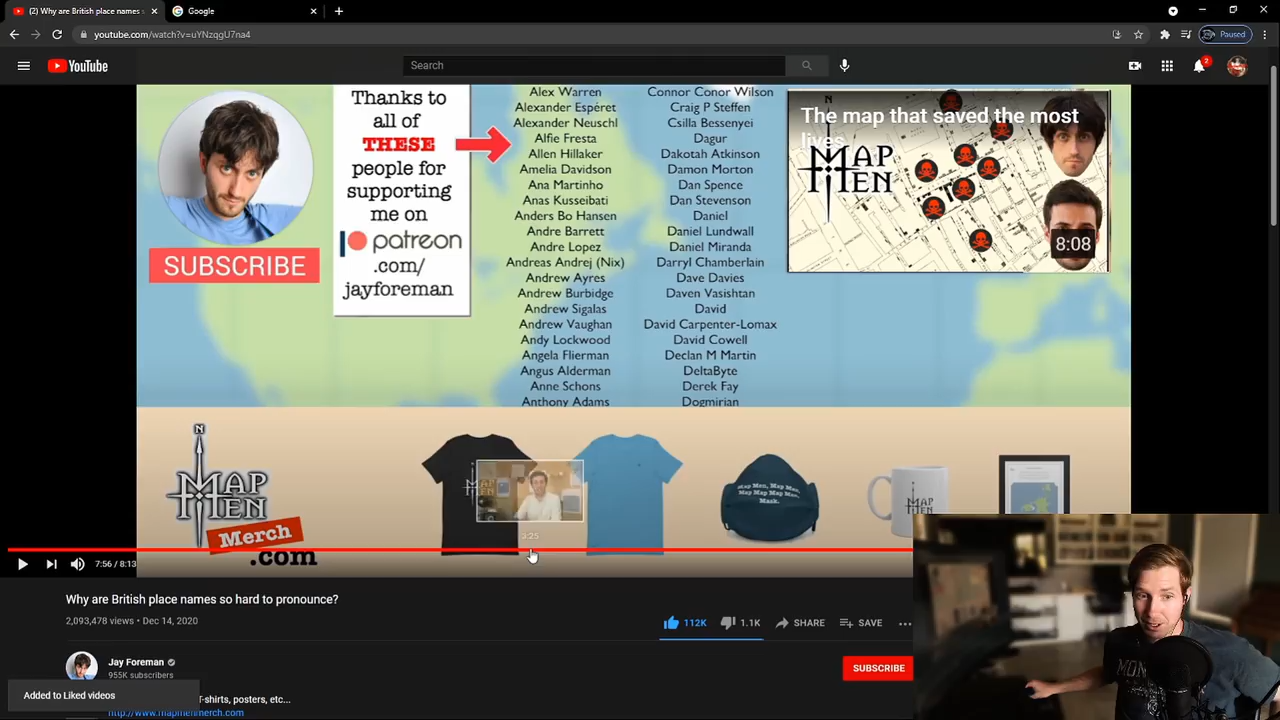 (2) Why are British place names s
Google
youtube.com/watch?v=uYNzqgU7na4
Paused
YouTube
Search
2
Thanks to
all of
THESE
people for
supporting
me on
patreon
.com/
jayforeman
SUBSCRIBE
Alex Warren
Alexander Espéret
Alexander Neuschl
Alfie Fresta
Allen Hillaker
Amelia Davidson
Ana Martinho
Anas Kusseibati
Anders Bo Hansen
Andre Barrett
Andre Lopez
Andreas Andrej (Nix)
Andrew Ayres
Andrew Burbidge
Andrew Sigalas
Andrew Vaughan
Andy Lockwood
Angela Flierman
Angus Alderman
Anne Schons
Anthony Adams
Connor Conor Wilson
Craig P Steffen
Csilla Bessenyei
Dagur
Dakotah Atkinson
Damon Morton
Dan Spence
Dan Stevenson
Daniel
Daniel Lundwall
Daniel Miranda
Darryl Chamberlain
Dave Davies
Daven Vasishtan
David
David Carpenter-Lomax
David Cowell
Declan M Martin
DeltaByte
Derek Fay
Dogmirian
The map that saved the most
lives
N
MAP
MEN
8:08
N
MAP
MEN
Merch
.com
Map Men, Map Men,
Map Map Map Men,
Mask.
MAP
MEN
3:25
7:56 / 8:13
Why are British place names so hard to pronounce?
2,093,478 views • Dec 14, 2020
112K
1.1K
SHARE
SAVE
Jay Foreman
955K subscribers
SUBSCRIBE
Added to Liked videos
T-shirts, posters, etc...
http://www.mapmenmerch.com